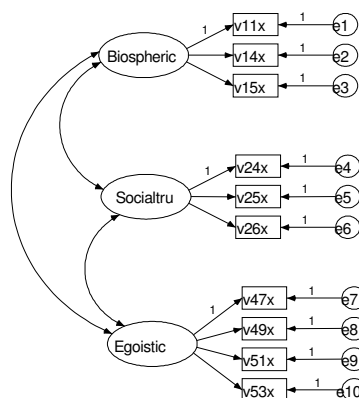 1 v11x 1 e1
Biospheric v14x 1 e2
v15x 1 e3
1 v24x 1 e4
Socialtru v25x 1 e5
v26x 1 e6
1 v47x 1 e7
Egoistic v49x 1 e8
v51x 1 e9
v53x 1 e10